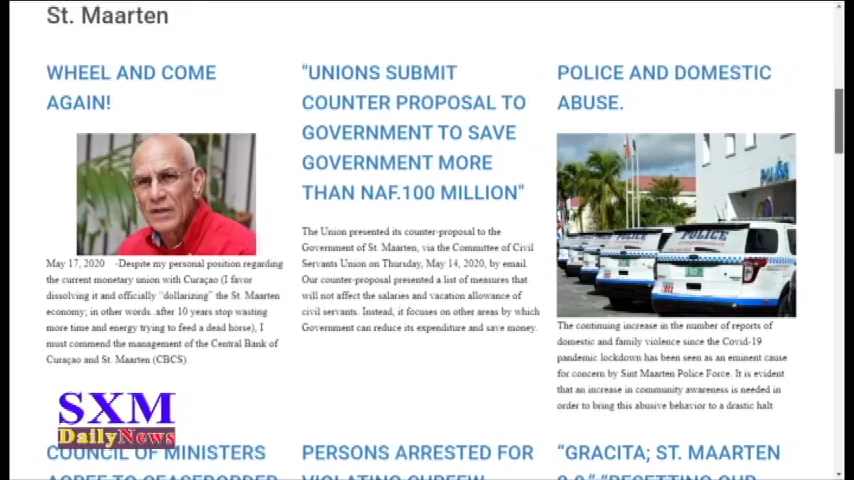 St. Maarten
WHEEL AND COME
AGAIN!
May 17, 2020 -Despite my personal position regarding
the current monetary union with Curaçao (I favor
dissolving it and officially "dollarizing" the St. Maarten
economy; in other words..after 10 years stop wasting
more time and energy trying to feed a dead horse), I
must commend the management of the Central Bank of
Curaçao and St. Maarten (CBCS).
"UNIONS SUBMIT
COUNTER PROPOSAL TO
GOVERNMENT TO SAVE
GOVERNMENT MORE
THAN NAF.100 MILLION"
The Union presented its counter-proposal to the
Government of St. Maarten, via the Committee of Civil
Servants Union on Thursday, May 14, 2020, by email.
Our counter-proposal presented a list of measures that
will not affect the salaries and vacation allowance of
civil servants. Instead, it focuses on other areas by which
Government can reduce its expenditure and save money.
POLICE AND DOMESTIC
ABUSE.
POLICE
POLICE
The continuing increase in the number of reports of
domestic and family violence since the Covid-19
pandemic lockdown has been seen as an eminent cause
for concern by Sint Maarten Police Force. It is evident
that an increase in community awareness is needed in
order to bring this abusive behavior to a drastic halt.
SXM
DailyNews
COUNCIL OF MINISTERS
AGREE TO CEASEBORDER
PERSONS ARRESTED FOR
VIOLATING CURFEW
"GRACITA; ST. MAARTEN
2.0," "RESETTING OUR